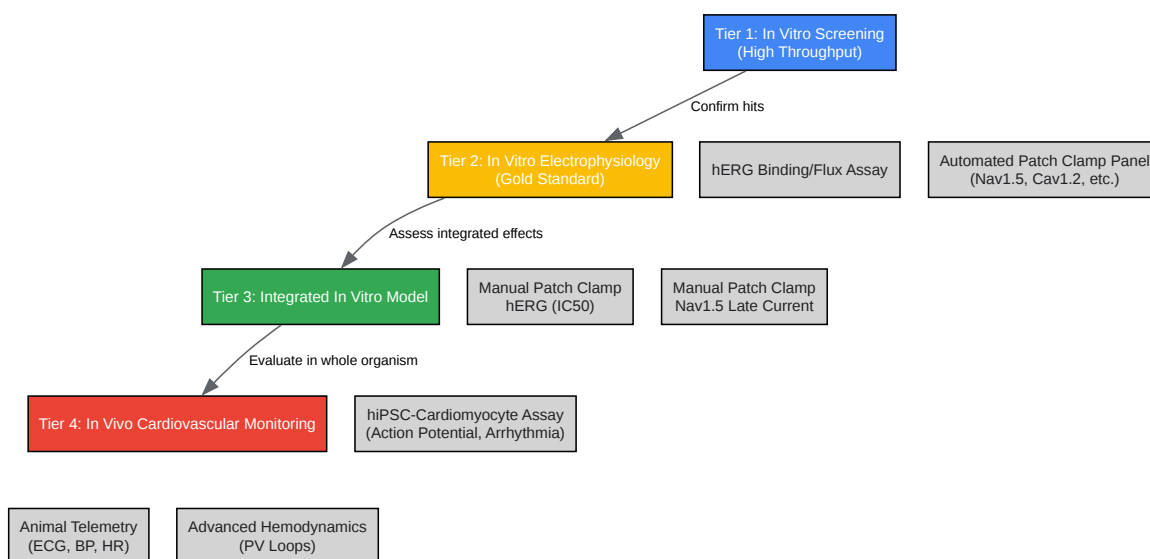 Tier 1: In Vitro Screening
(High Throughput)
Confirm hits
Tier 2: In Vitro Electrophysiology
(Gold Standard)
hERG Binding/Flux Assay
Automated Patch Clamp Panel
(Nav1.5, Cav1.2, etc.)
Assess integrated effects
Tier 3: Integrated In Vitro Model
Manual Patch Clamp
hERG (IC50)
Manual Patch Clamp
Nav1.5 Late Current
Evaluate in whole organism
Tier 4: In Vivo Cardiovascular Monitoring
hiPSC-Cardiomyocyte Assay
(Action Potential, Arrhythmia)
Animal Telemetry
(ECG, BP, HR)
Advanced Hemodynamics
(PV Loops)